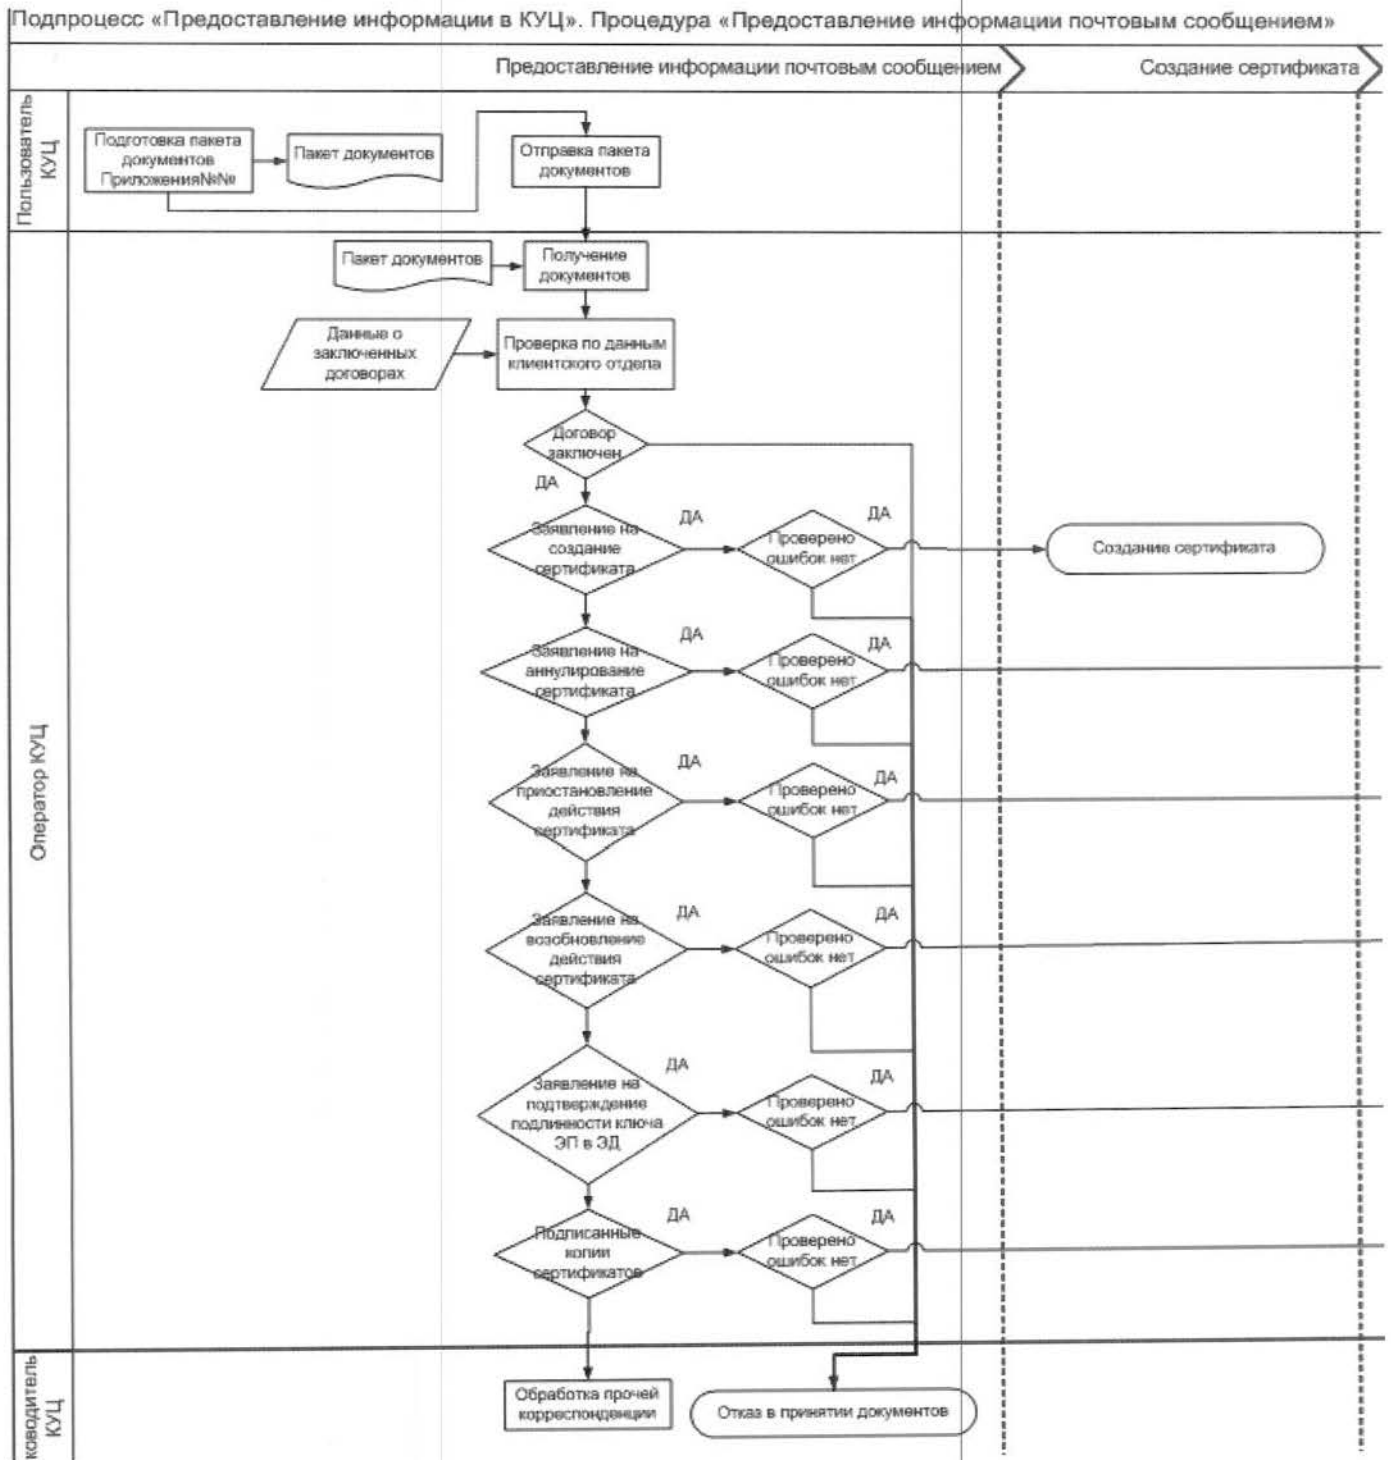 Подпроцесс «Предоставление информации в КУЦ». Процедура «Предоставление информации почтовым сообщением»
Предоставление информации почтовым сообщением
Создание сертификата
Пользователь
КУЦ
Подготовка пакета
документов
Приложения№№
Пакет документов
Отправка пакета
документов
Оператор КУЦ
Пакет документов
Получение
документов
Данные о
заключенных
договорах
Проверка по данным
клиентского отдела
Договор
заключен
ДА
Заявление на
создание
сертификата
ДА
Проверено
ошибок нет
ДА
Создание сертификата
Заявление на
аннулирование
сертификата
ДА
Проверено
ошибок нет
ДА
Заявление на
приостановление
действия
сертификата
ДА
Проверено
ошибок нет
ДА
Заявление на
возобновление
действия
сертификата
ДА
Проверено
ошибок нет
ДА
Заявление на
подтверждение
подлинности ключа
ЭП в ЭД
ДА
Проверено
ошибок нет
ДА
Подписанные
копии
сертификатов
ДА
Проверено
ошибок нет
ДА
ководитель
КУЦ
Обработка прочей
корреспонденции
Отказ в принятии документов